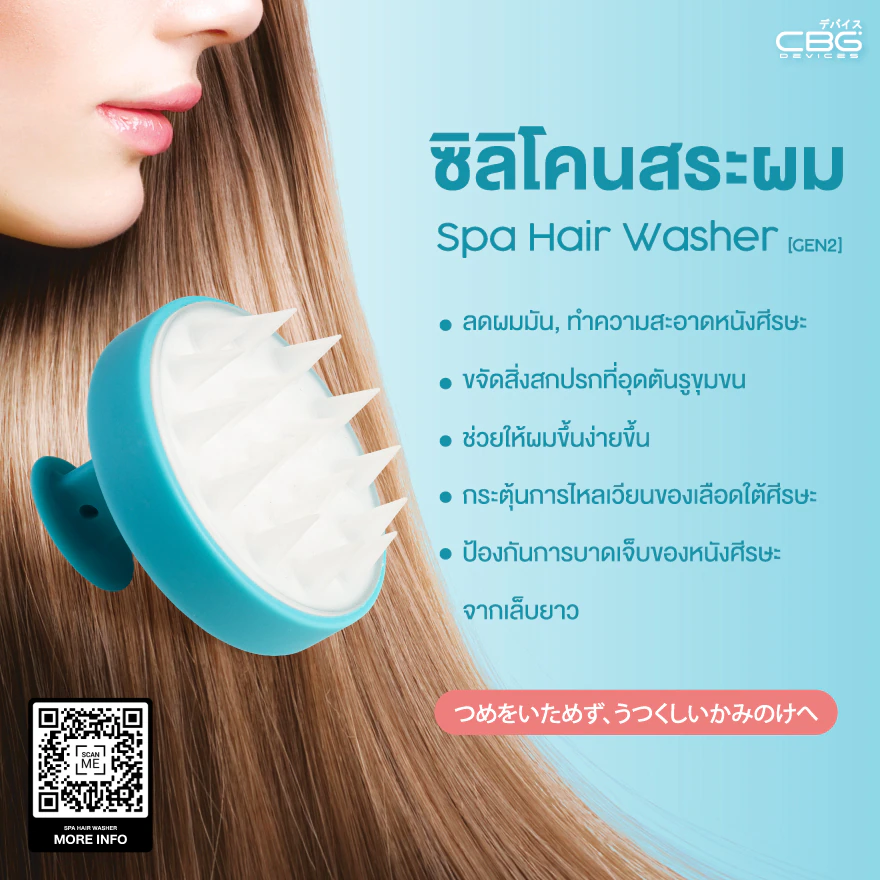 デバイス
CBG
DEVICES
ซิลิโคนสระผม
Spa Hair Washer [GEN2]
● ลดผมมัน, ทำความสะอาดหนังศีรษะ
● ขจัดสิ่งสกปรกที่อุดตันรูขุมขน
● ช่วยให้ผมขึ้นง่ายขึ้น
● กระตุ้นการไหลเวียนของเลือดใต้ศีรษะ
● ป้องกันการบาดเจ็บของหนังศีรษะ
จากเล็บยาว
つめをいためず、うつくしいかみのけへ
SCAN
ME
SPA HAIR WASHER
MORE INFO